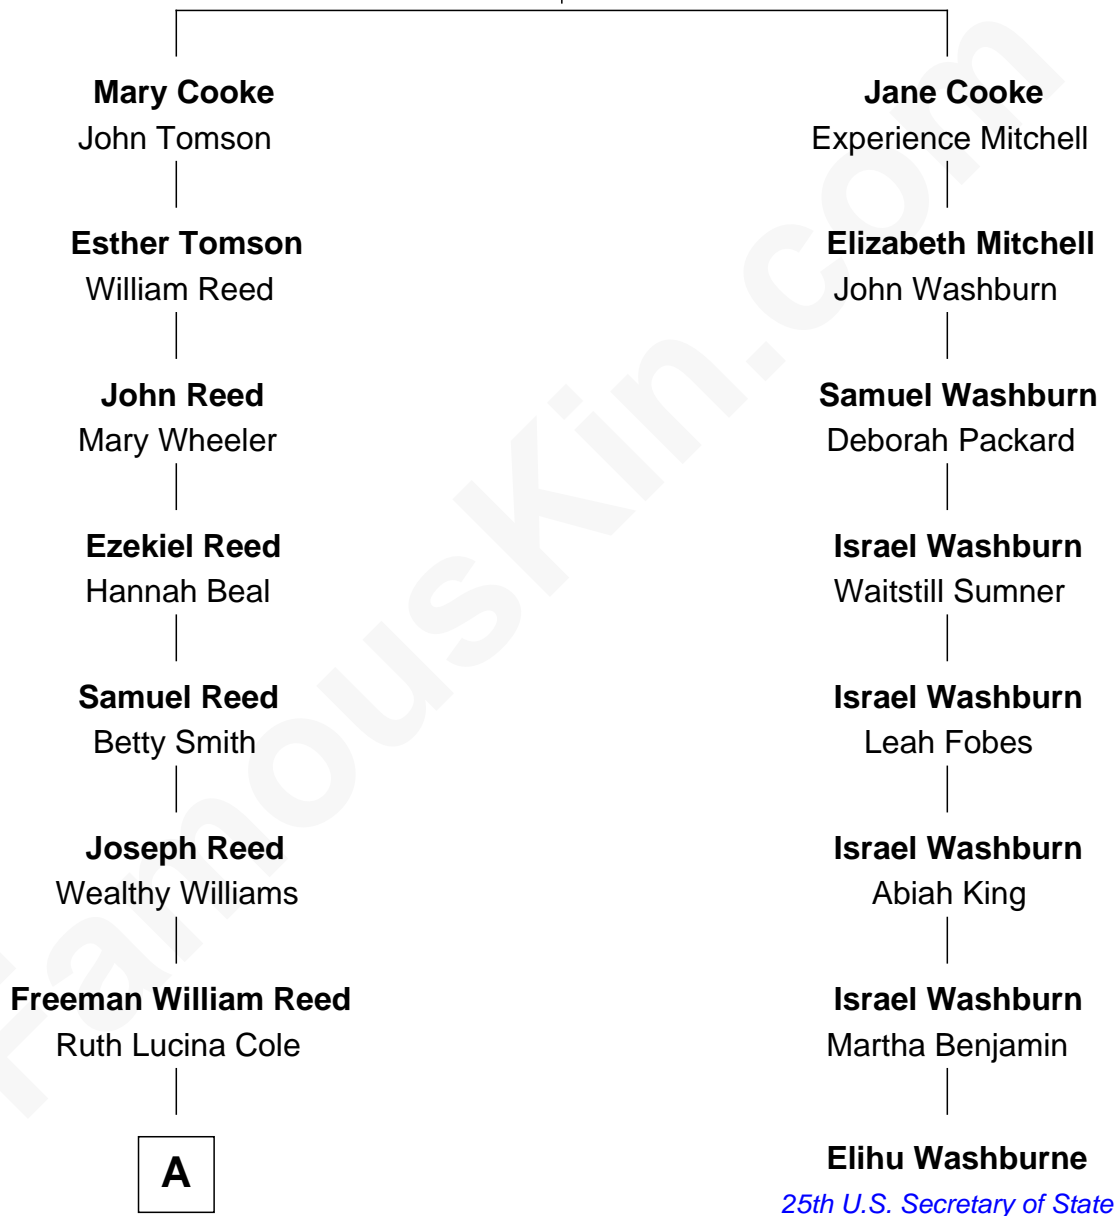 Mary Cooke
John Tomson
Jane Cooke
Experience Mitchell
Esther Tomson
William Reed
Elizabeth Mitchell
John Washburn
John Reed
Mary Wheeler
Samuel Washburn
Deborah Packard
Ezekiel Reed
Hannah Beal
Israel Washburn
Waitstill Sumner
Samuel Reed
Betty Smith
Israel Washburn
Leah Fobes
Joseph Reed
Wealthy Williams
Israel Washburn
Abiah King
Freeman William Reed
Ruth Lucina Cole
Israel Washburn
Martha Benjamin
A
Elihu Washburne
25th U.S. Secretary of State
FamousKin.com